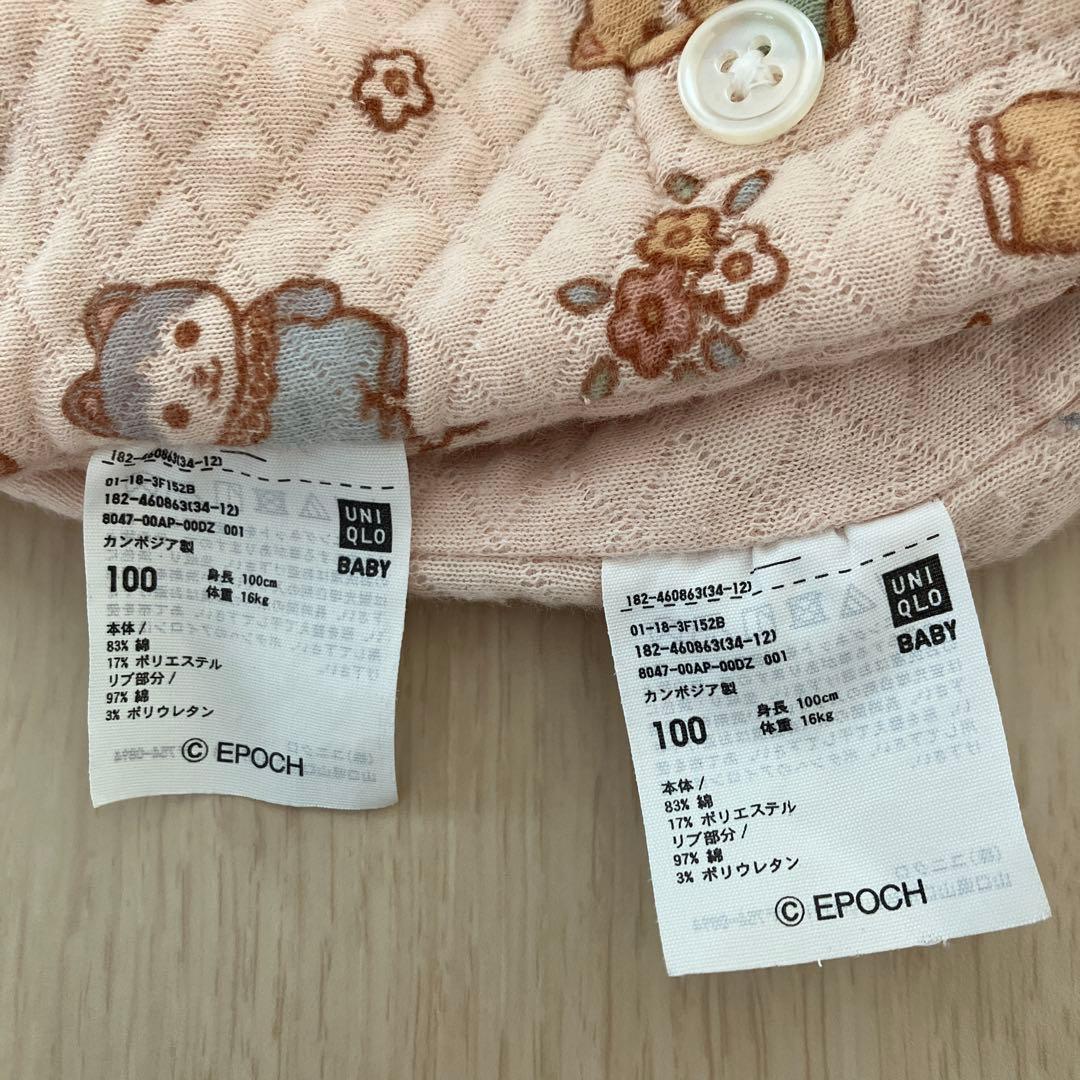 182-460863(34-12)
01-18-3F152B
182-460863(34-12)
8047-00AP-00DZ 001
カンボジア製
UNI
QLO
BABY
100
身長 100cm
体重 16kg
本体/
83% 綿
17% ポリエステル
リブ部分/
97% 綿
3% ポリウレタン
© EPOCH
182-460863(34-12)
01-18-3F152B
182-460863(34-12)
8047-00AP-00DZ 001
カンボジア製
UNI
QLO
BABY
100
身長 100cm
体重 16kg
本体/
83% 綿
17% ポリエステル
リブ部分/
97% 綿
3% ポリウレタン
© EPOCH